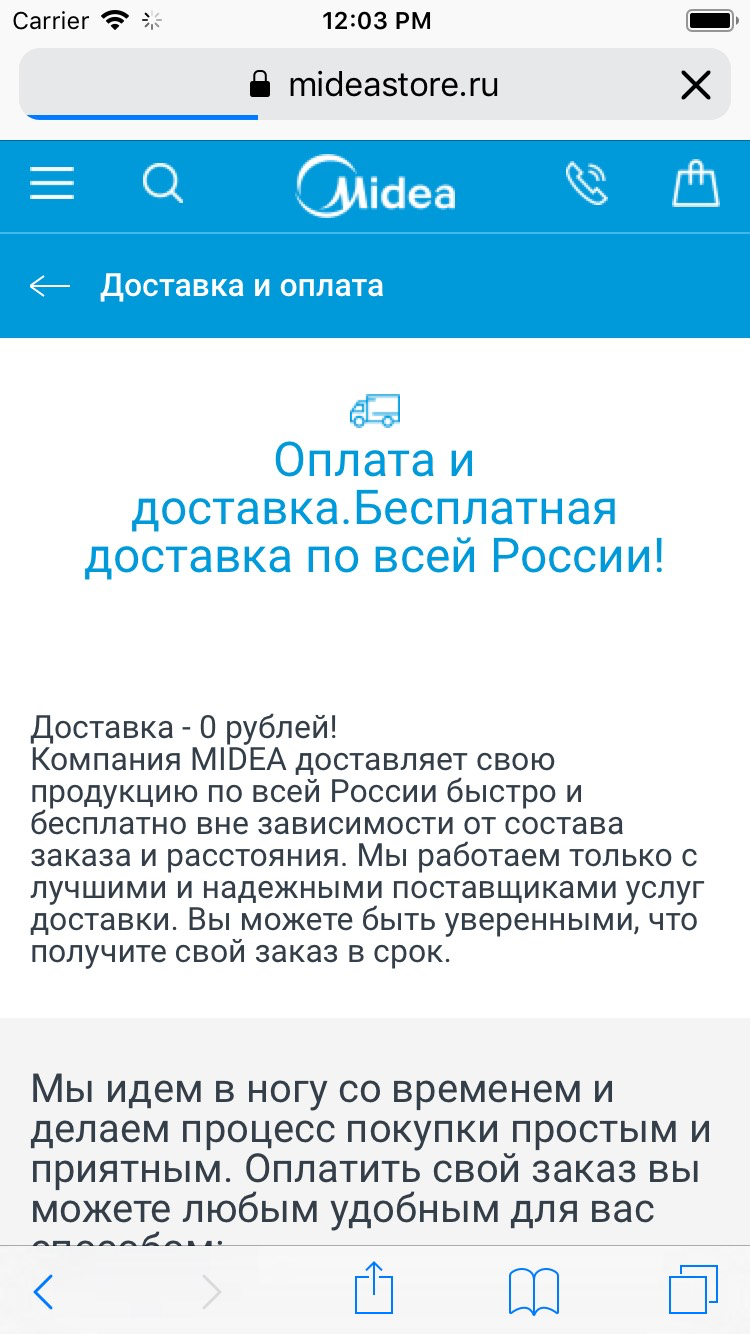 Carrier 12:03 PM
mideastore.ru
Midea
Доставка и оплата
Оплата и
доставка.Бесплатная
доставка по всей России!
Доставка - 0 рублей!
Компания MIDEA доставляет свою
продукцию по всей России быстро и
бесплатно вне зависимости от состава
заказа и расстояния. Мы работаем только с
лучшими и надежными поставщиками услуг
доставки. Вы можете быть уверенными, что
получите свой заказ в срок.
Мы идем в ногу со временем и
делаем процесс покупки простым и
приятным. Оплатить свой заказ вы
можете любым удобным для вас
способом: